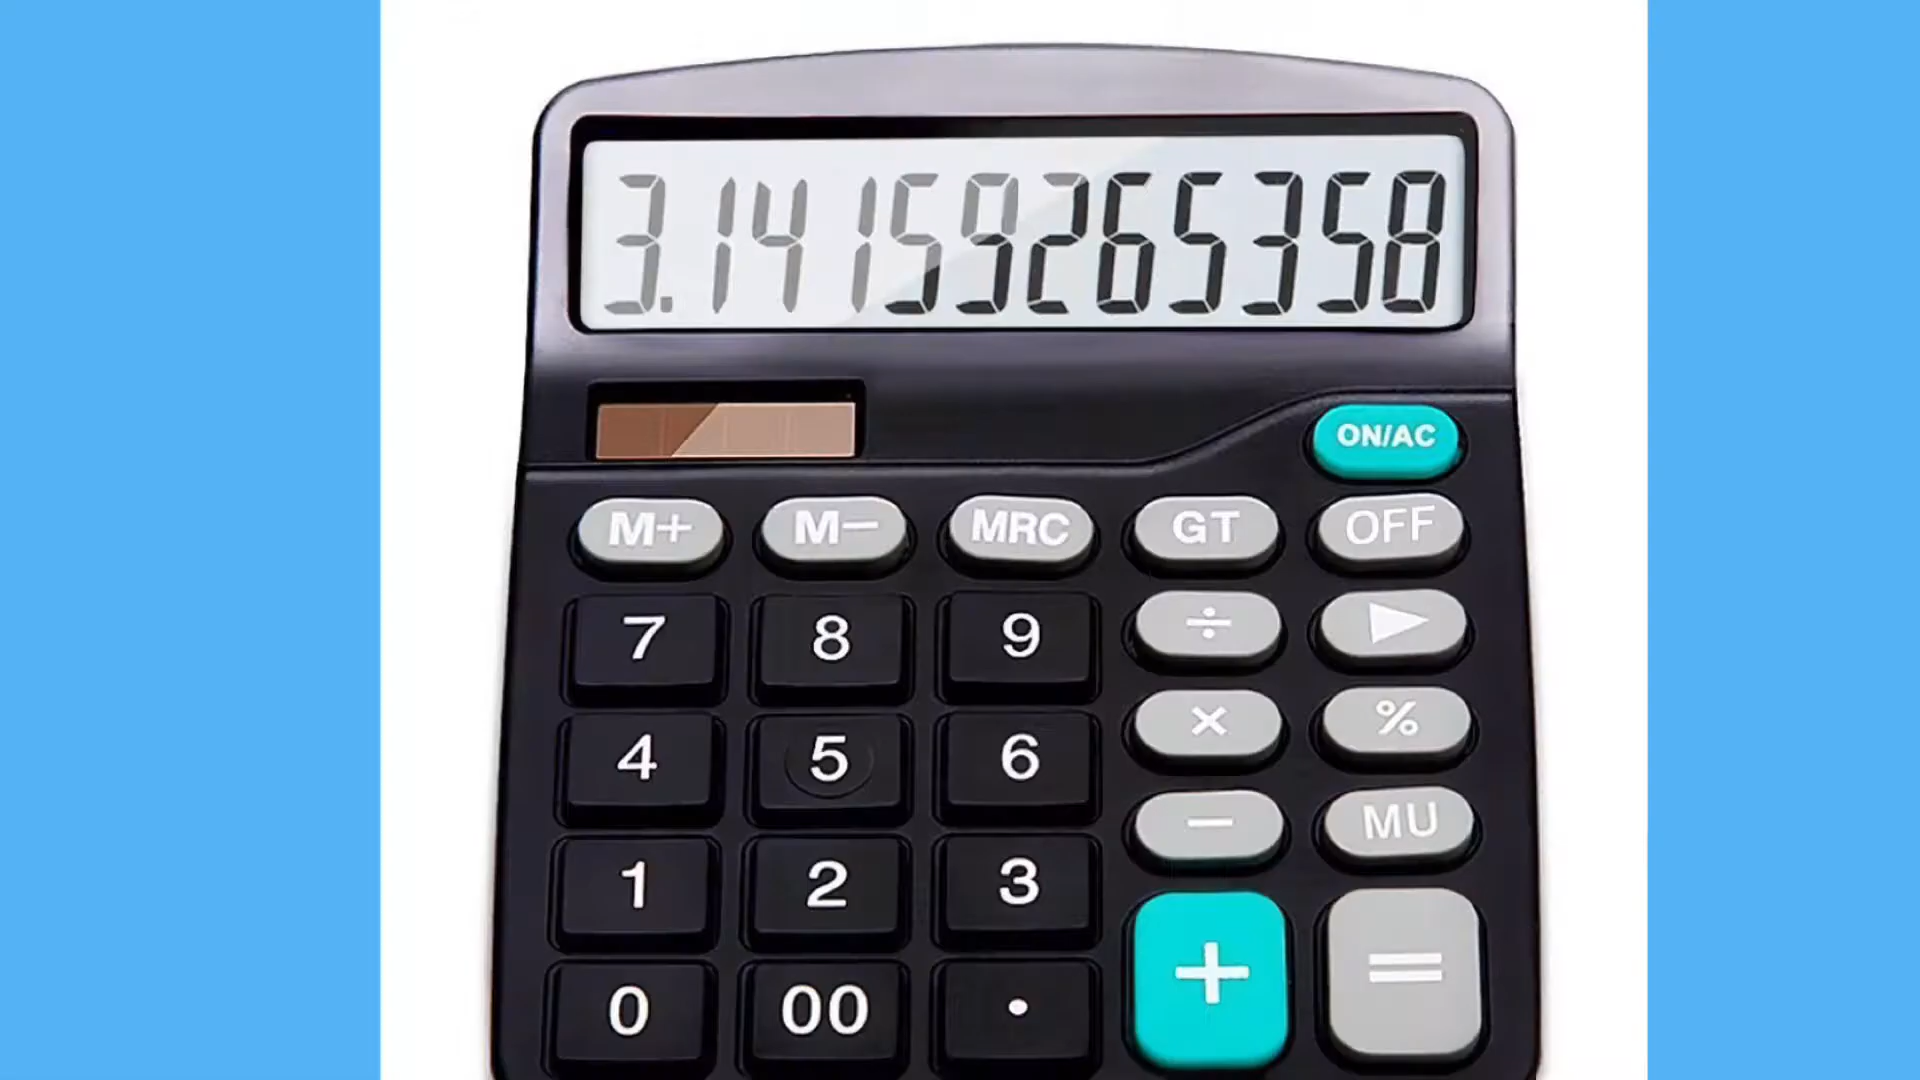 3.14159265358
ON/AC
M+ M− MRC GT OFF
7 8 9 ÷ ▶
4 5 6 × %
1 2 3 − MU
0 00 . + =